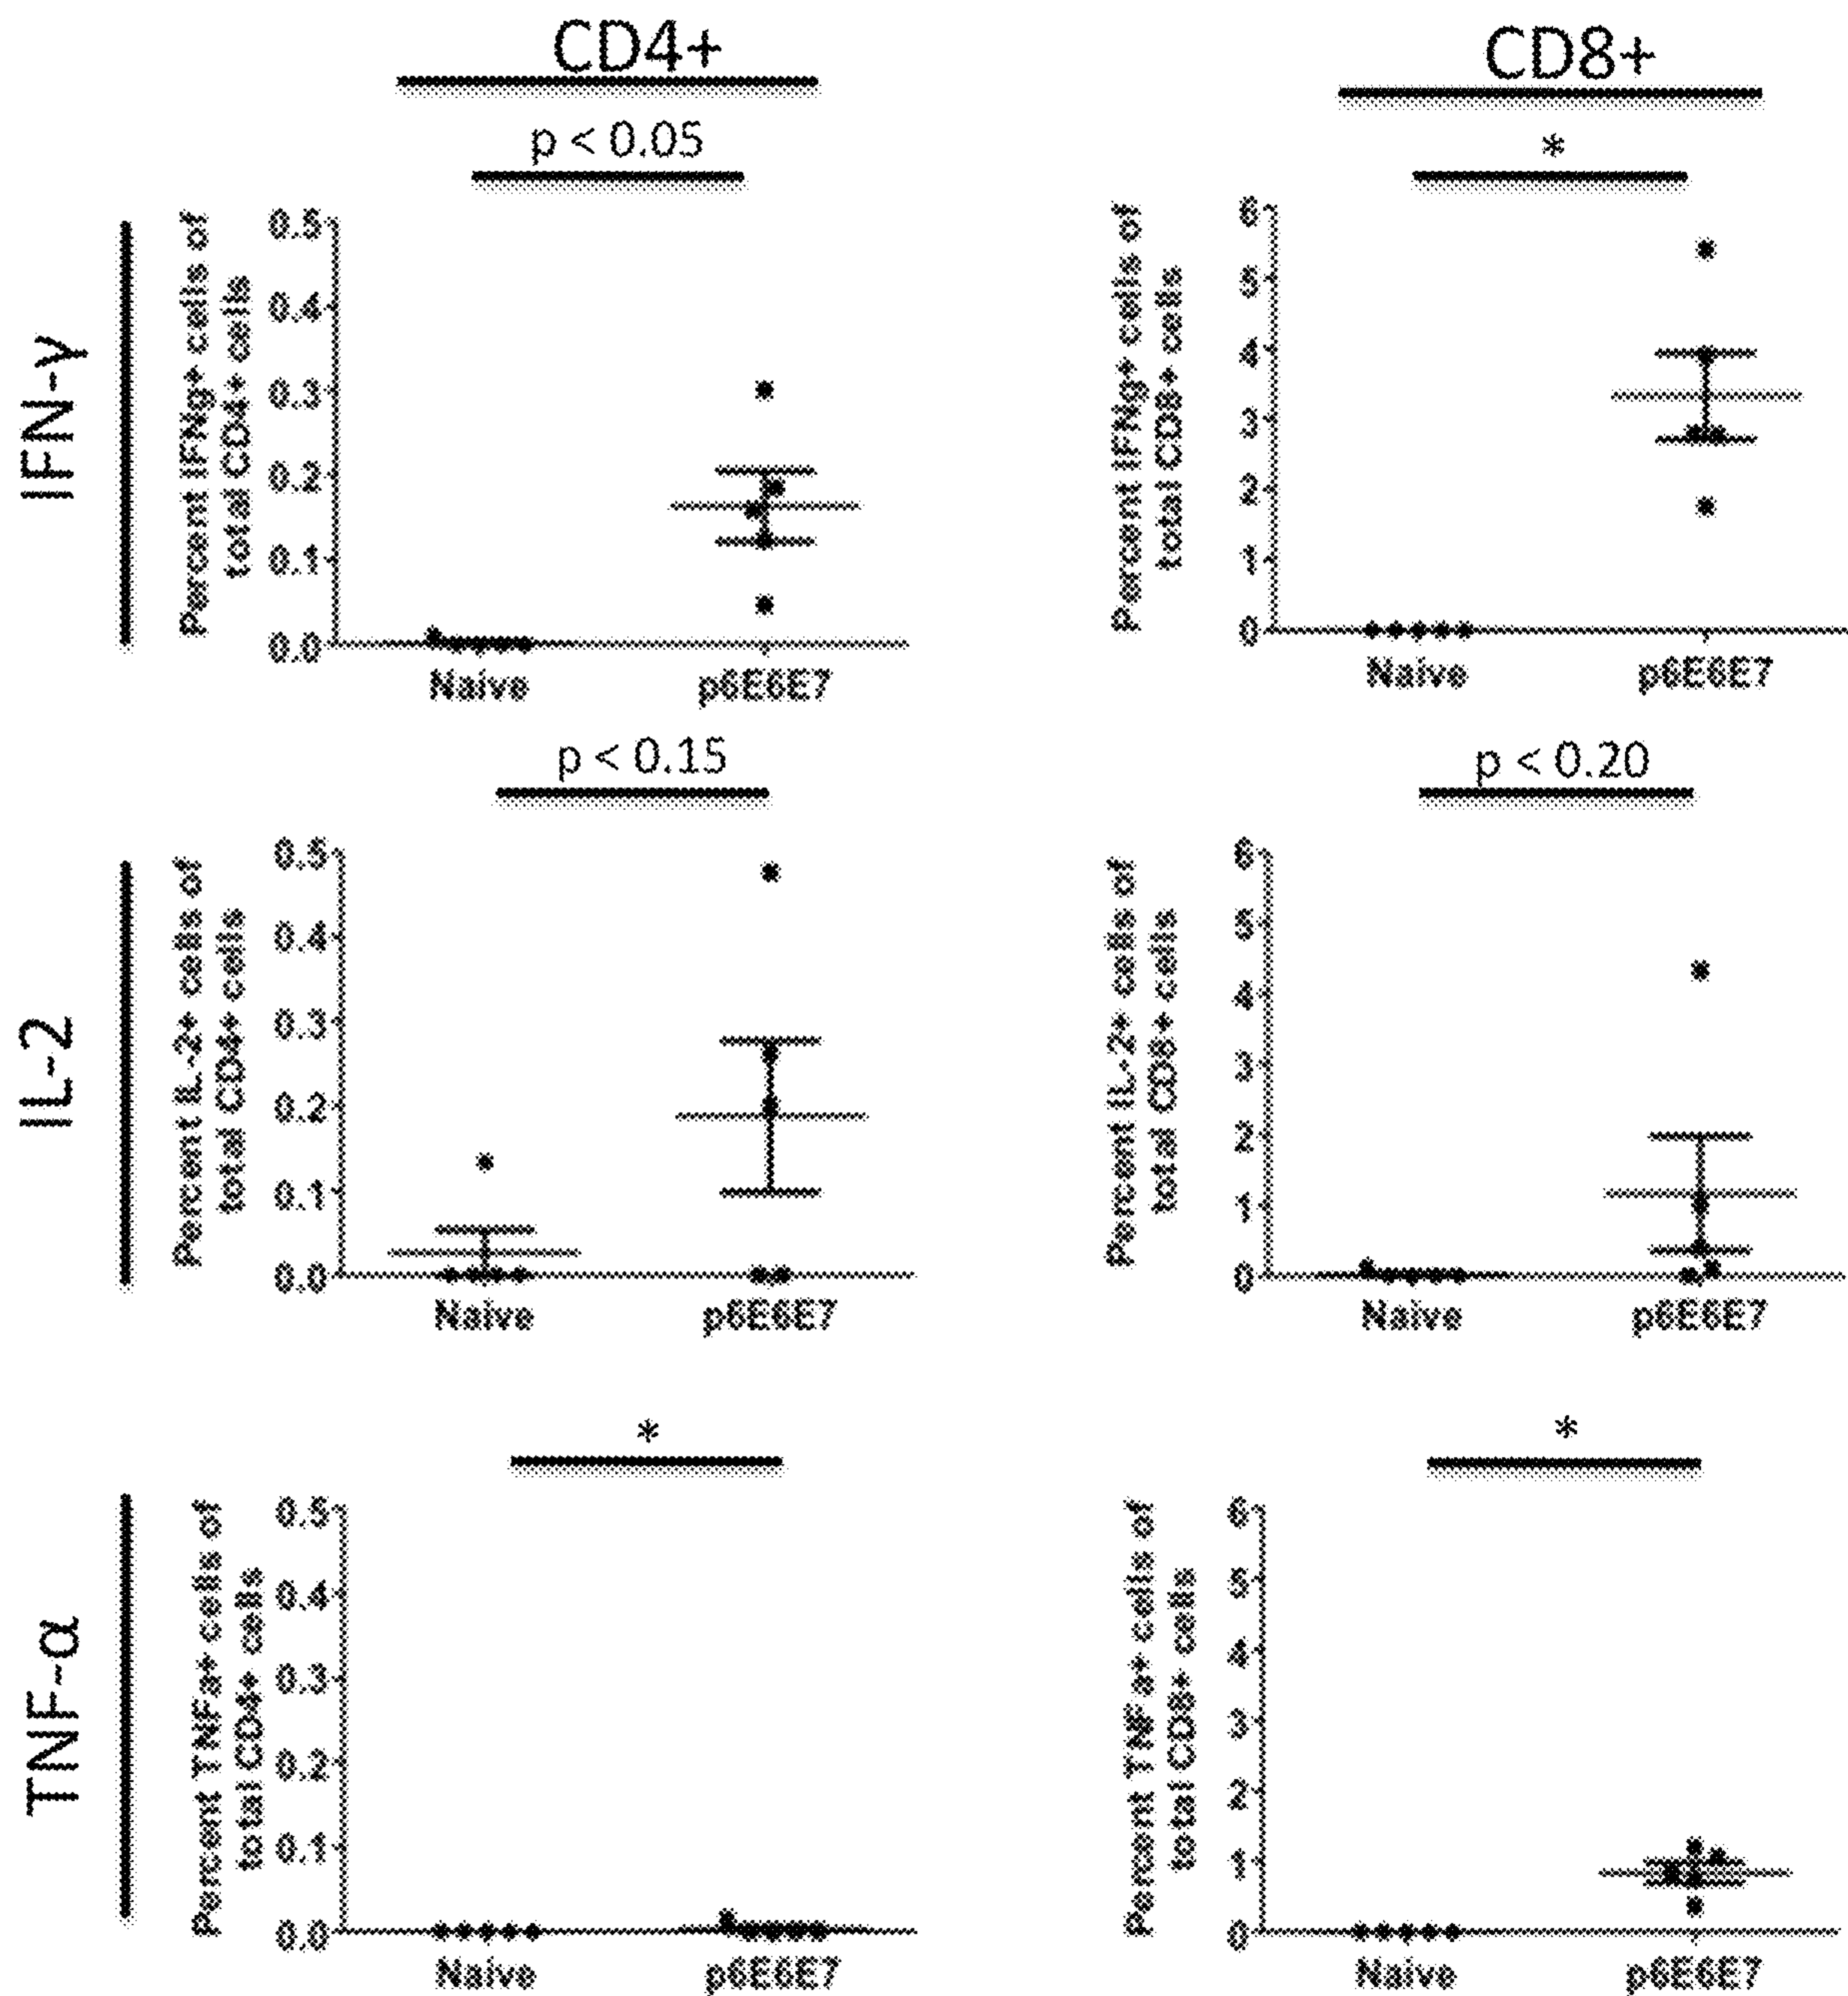 CD4+
CD8+
p < 0.05
*
IFN-γ
Percent IFNg+ cells of
total CD4+ cells
0.5
0.4
0.3
0.2
0.1
0.0
Naive
p6E6E7
Percent IFNg+ cells of
total CD8+ cells
6
5
4
3
2
1
0
Naive
p6E6E7
p < 0.15
p < 0.20
IL-2
Percent IL-2+ cells of
total CD4+ cells
0.5
0.4
0.3
0.2
0.1
0.0
Naive
p6E6E7
Percent IL-2+ cells of
total CD8+ cells
6
5
4
3
2
1
0
Naive
p6E6E7
*
*
TNF-α
Percent TNFa+ cells of
total CD4+ cells
0.5
0.4
0.3
0.2
0.1
0.0
Naive
p6E6E7
Percent TNFa+ cells of
total CD8+ cells
6
5
4
3
2
1
0
Naive
p6E6E7